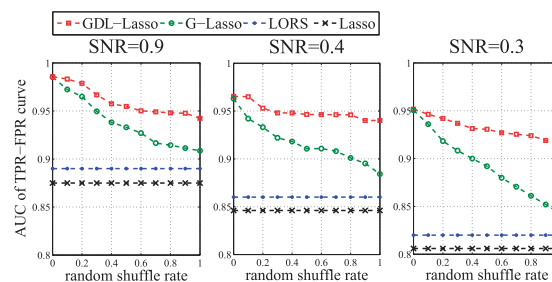 GDL-Lasso G-Lasso LORS Lasso
SNR=0.9 SNR=0.4 SNR=0.3
AUC of TPR-FPR curve
1 1 1
0.95 0.95 0.95
0.9 0.9 0.9
0.85 0.85 0.85
0.8 0.8 0.8
0 0.2 0.4 0.6 0.8 1 0 0.2 0.4 0.6 0.8 1 0 0.2 0.4 0.6 0.8 1
random shuffle rate random shuffle rate random shuffle rate